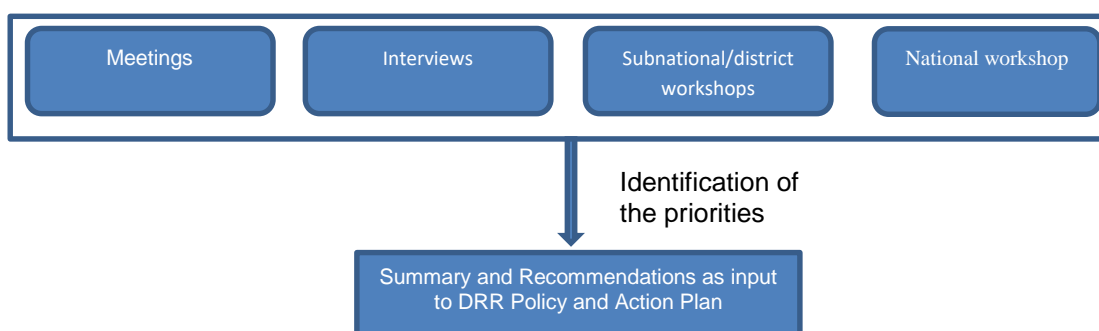 Meetings
Interviews
Subnational/district
workshops
National workshop
Identification of
the priorities
Summary and Recommendations as input
to DRR Policy and Action Plan